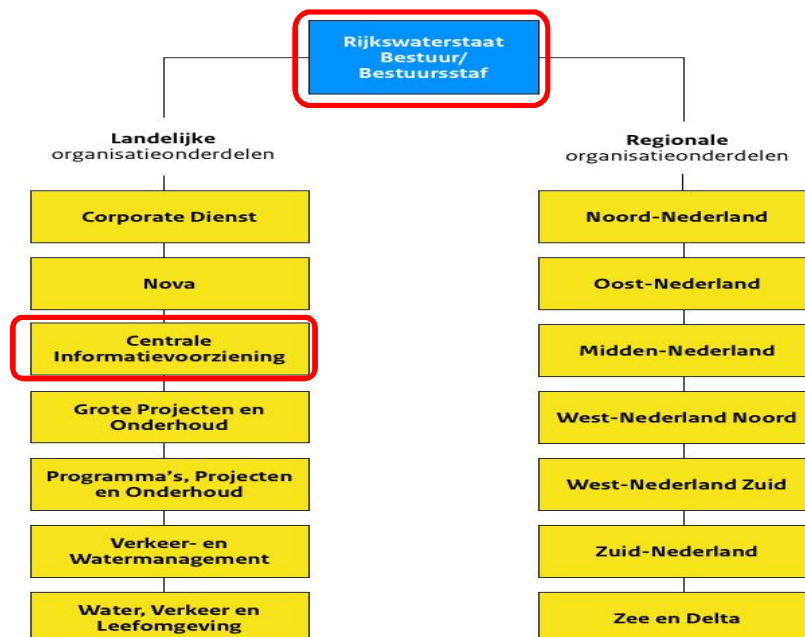 Rijkswaterstaat
Bestuur/
Bestuursstaf
Landelijke
organisatieonderdelen
Corporate Dienst
Nova
Centrale
Informatievoorziening
Grote Projecten en
Onderhoud
Programma's, Projecten
en Onderhoud
Verkeer- en
Watermanagement
Water, Verkeer en
Leefomgeving
Regionale
organisatieonderdelen
Noord-Nederland
Oost-Nederland
Midden-Nederland
West-Nederland Noord
West-Nederland Zuid
Zuid-Nederland
Zee en Delta